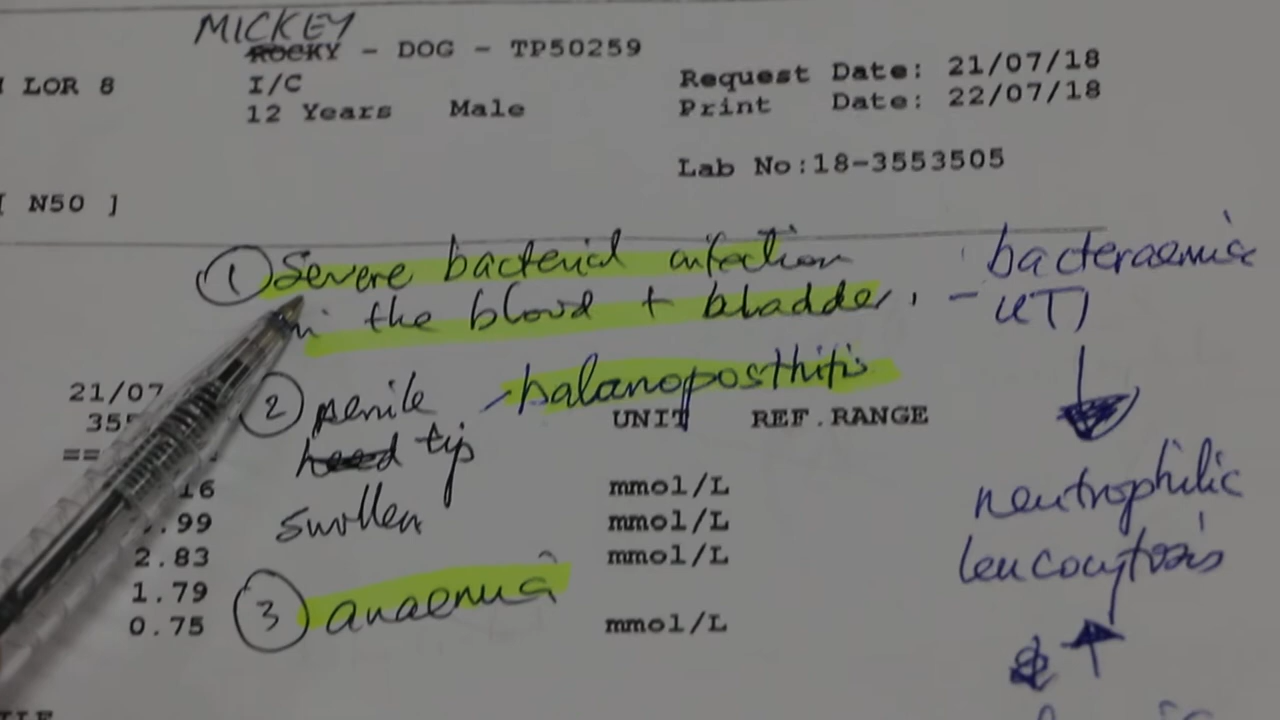 MICKEY
ROCKY - DOG - TP50259
LOR 8
I/C
Request Date: 21/07/18
12 Years Male
Print Date: 22/07/18
Lab No:18-3553505
[ N50 ]
① Severe bacterial infection
in the blood + bladder. - bacteraemia
- UTI
21/07
② penile - balanoposthitis
35
UNIT REF.RANGE
head tip
==
16 mmol/L
swollen
.99 mmol/L
neutrophilic
leucocytosis
2.83 mmol/L
1.79
③ anaemia
0.75 mmol/L